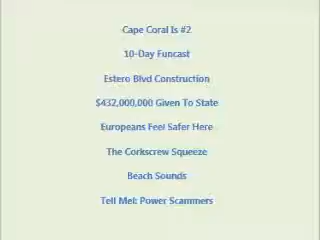 Cape Coral Is #2
10-Day Funcast
Estero Blvd Construction
$432,000,000 Given To State
Europeans Feel Safer Here
The Corkscrew Squeeze
Beach Sounds
Tell Mel: Power Scammers